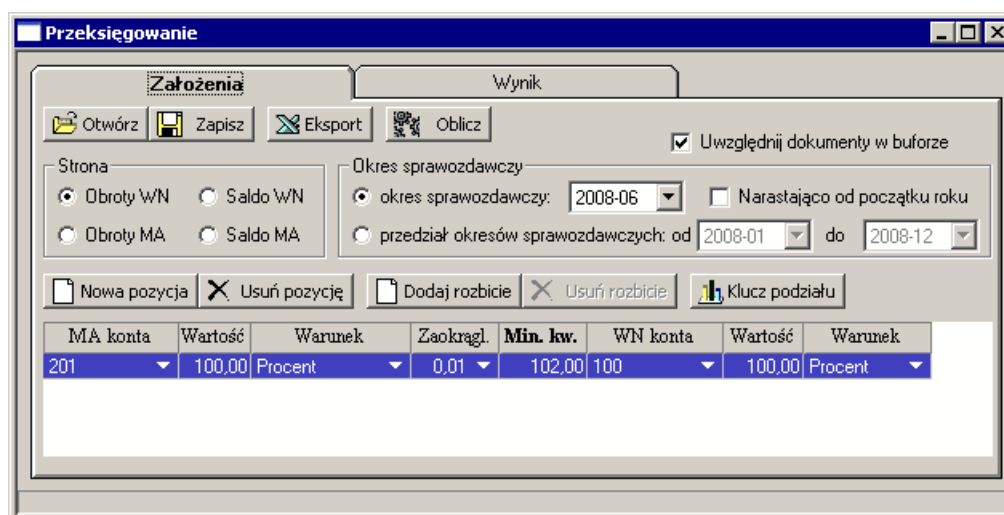 Przeksięgowanie
Założenia Wynik
Otwórz Zapisz Eksport Oblicz
Uwzględnij dokumenty w buforze
Strona Okres sprawozdawczy
Obroty WN Saldo WN okres sprawozdawczy: 2008-06 Narastająco od początku roku
Obroty MA Saldo MA przedział okresów sprawozdawczych: od 2008-01 do 2008-12
Nowa pozycja Usuń pozycję Dodaj rozbicie Usuń rozbicie Klucz podziału
MA konta Wartość Warunek Zaokrągl. Min. kw. WN konta Wartość Warunek
201 100,00 Procent 0,01 102,00 100 100,00 Procent